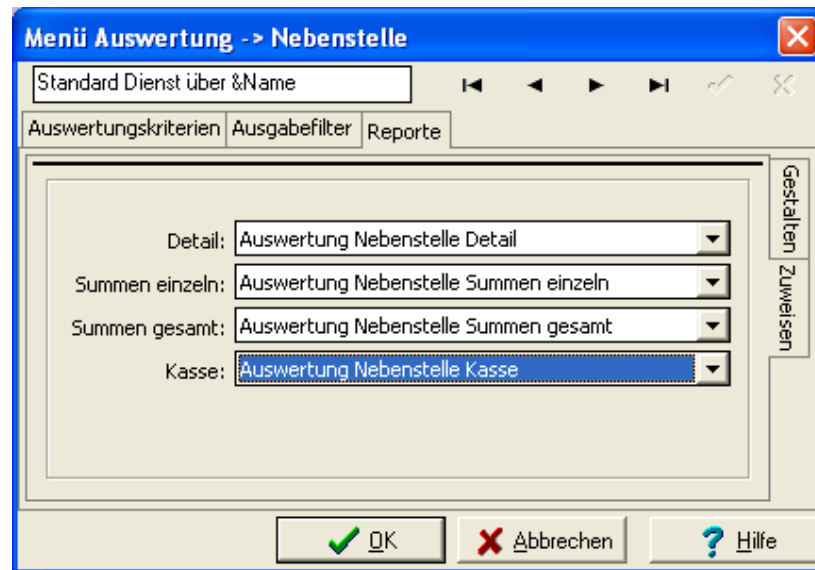 Menü Auswertung -> Nebenstelle
Standard Dienst über &Name
Auswertungskriterien Ausgabefilter Reporte
Gestalten
Zuweisen
Detail: Auswertung Nebenstelle Detail
Summen einzeln: Auswertung Nebenstelle Summen einzeln
Summen gesamt: Auswertung Nebenstelle Summen gesamt
Kasse: Auswertung Nebenstelle Kasse
OK Abbrechen Hilfe